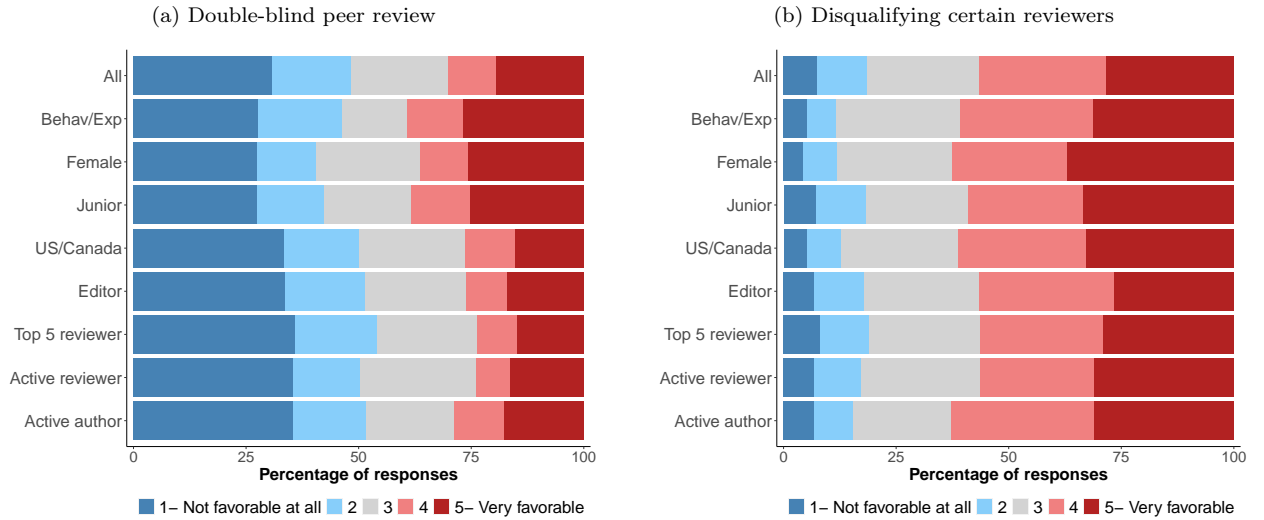 (a) Double-blind peer review
All
Behav/Exp
Female
Junior
US/Canada
Editor
Top 5 reviewer
Active reviewer
Active author
0 25 50 75 100
Percentage of responses
1– Not favorable at all 2 3 4 5– Very favorable
(b) Disqualifying certain reviewers
All
Behav/Exp
Female
Junior
US/Canada
Editor
Top 5 reviewer
Active reviewer
Active author
0 25 50 75 100
Percentage of responses
1– Not favorable at all 2 3 4 5– Very favorable